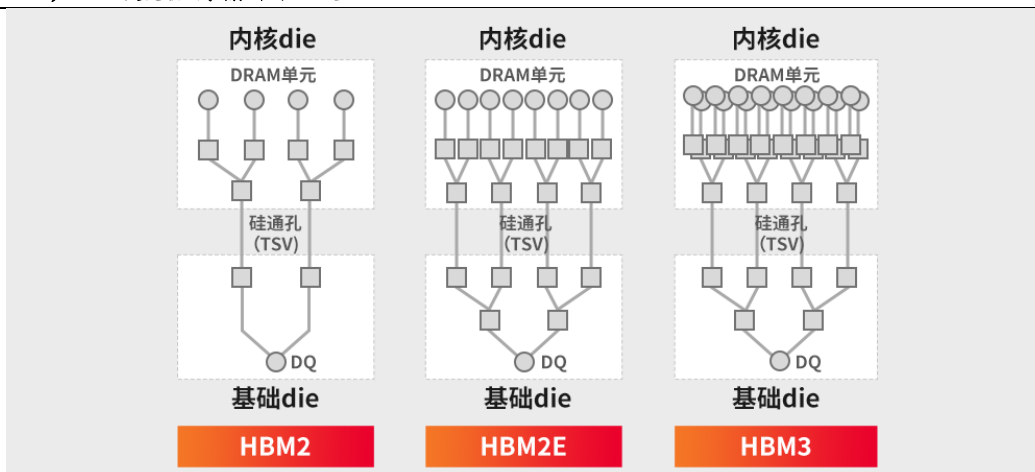 内核die
内核die
内核die
DRAM单元
DRAM单元
DRAM单元
硅通孔
(TSV)
硅通孔
(TSV)
硅通孔
(TSV)
DQ
DQ
DQ
基础die
基础die
基础die
HBM2
HBM2E
HBM3